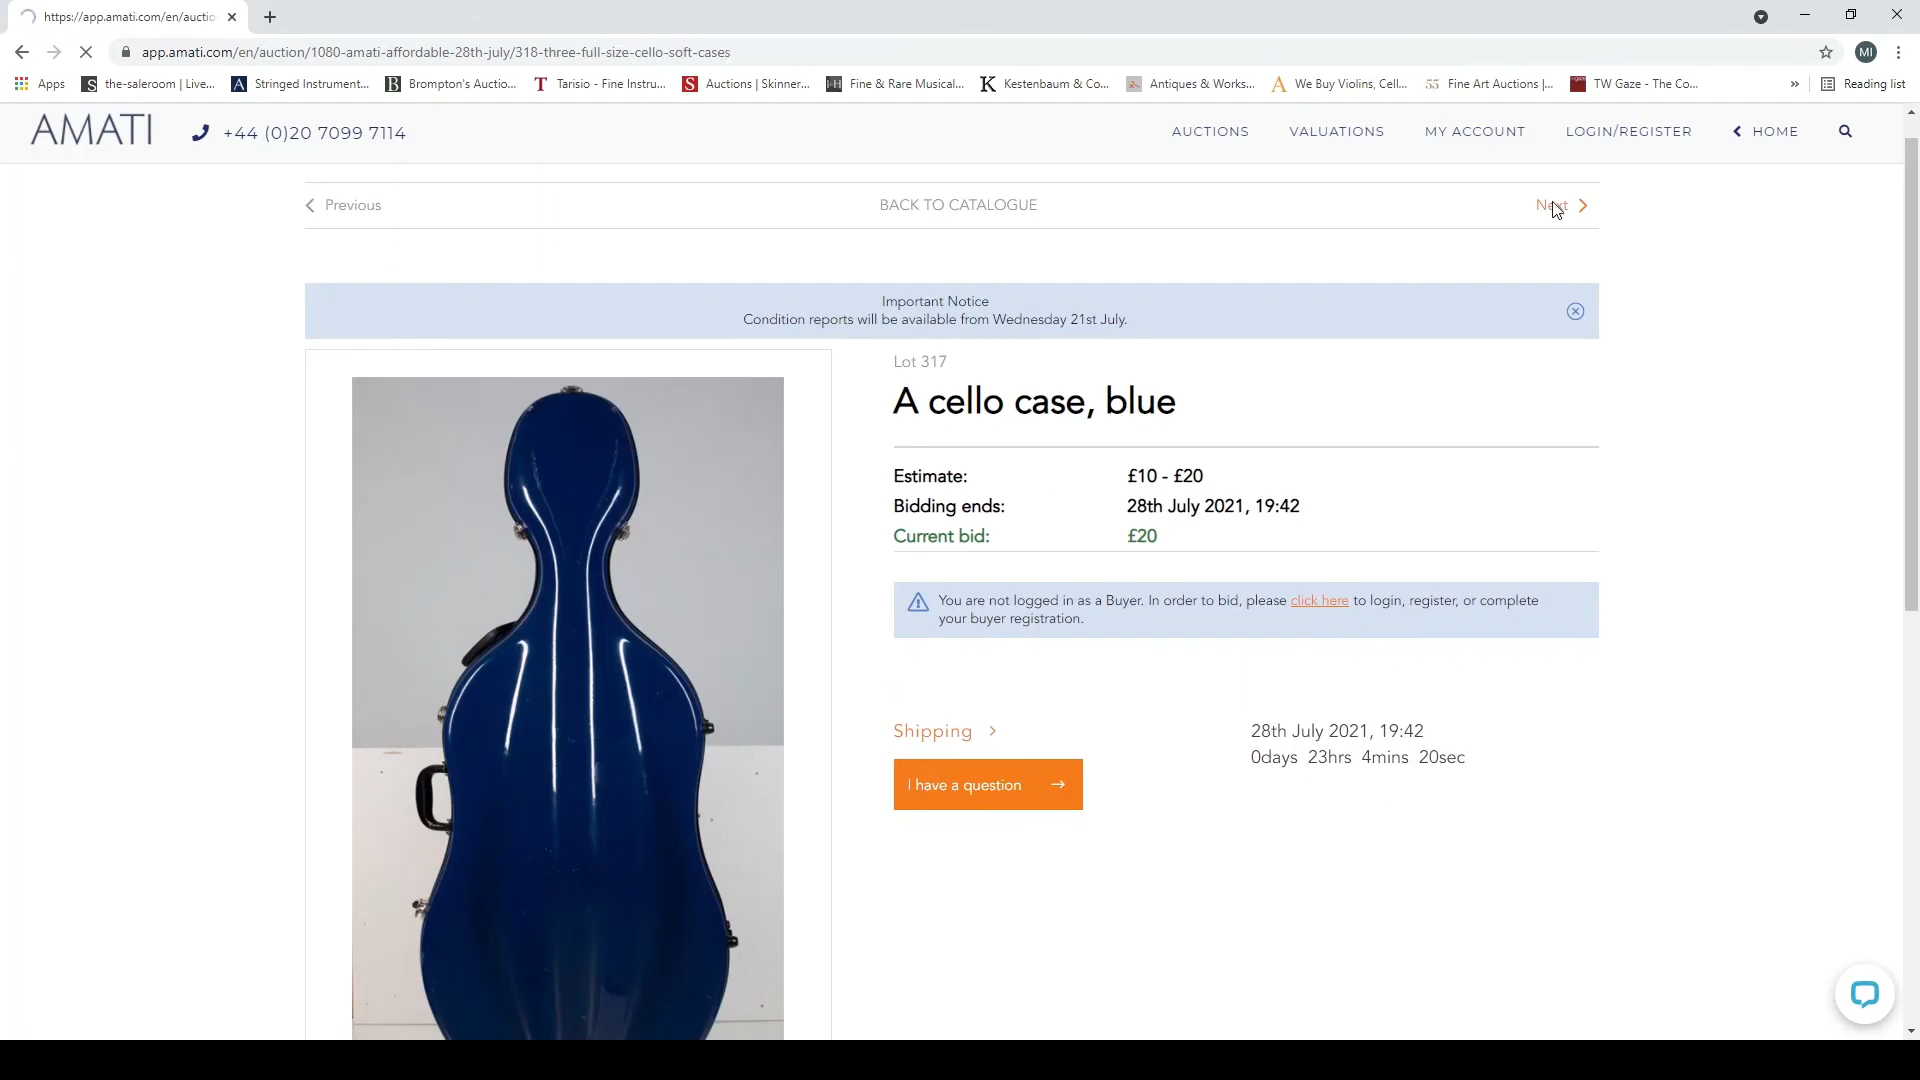 https://app.amati.com/en/auctio
app.amati.com/en/auction/1080-amati-affordable-28th-july/318-three-full-size-cello-soft-cases
MI
Apps
the-saleroom | Live...
Stringed Instrument...
Brompton's Auctio...
Tarisio - Fine Instru...
Auctions | Skinner...
Fine & Rare Musical...
Kestenbaum & Co...
Antiques & Works...
We Buy Violins, Cell...
Fine Art Auctions |...
TW Gaze - The Co...
»
Reading list
AMATI
+44 (0)20 7099 7114
AUCTIONS
VALUATIONS
MY ACCOUNT
LOGIN/REGISTER
HOME
Previous
BACK TO CATALOGUE
Next
Important Notice
Condition reports will be available from Wednesday 21st July.
Lot 317
A cello case, blue
Estimate: £10 - £20
Bidding ends: 28th July 2021, 19:42
Current bid: £20
You are not logged in as a Buyer. In order to bid, please click here to login, register, or complete
your buyer registration.
Shipping
28th July 2021, 19:42
0days 23hrs 4mins 20sec
I have a question